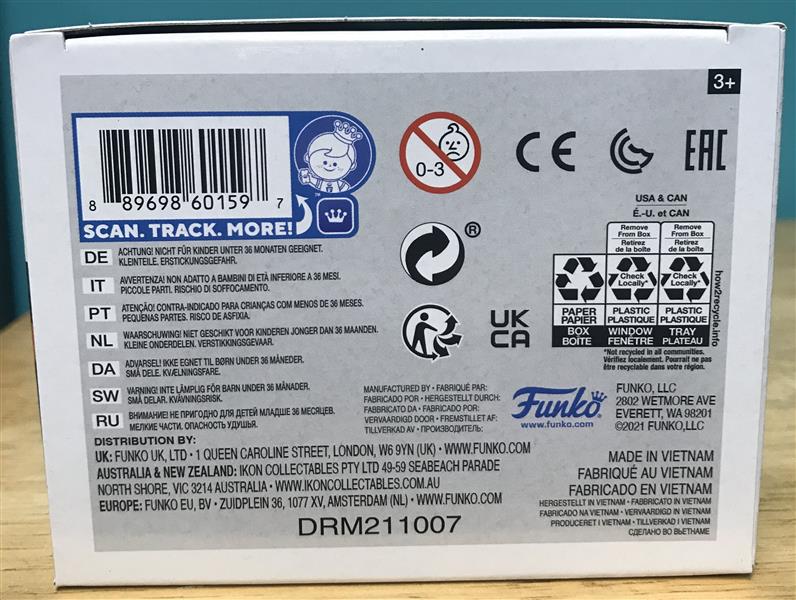 3+
8 89698 60159 7
™
SCAN. TRACK. MORE!
0-3
CE
EAC
®
UK
CA
USA & CAN
É.-U. et CAN
Remove From Box
Retirez de la boîte
Remove From Box
Retirez de la boîte
Check Locally*
Check Locally*
PAPER
PAPIER
BOX
BOÎTE
PLASTIC
PLASTIQUE
WINDOW
FENÊTRE
PLASTIC
PLASTIQUE
TRAY
PLATEAU
how2recycle.info
*Not recycled in all communities.
Vérifiez localement. Pourrait ne pas
être recyclable dans votre région.
DE ACHTUNG! NICHT FÜR KINDER UNTER 36 MONATEN GEEIGNET.
KLEINTEILE. ERSTICKUNGSGEFAHR.
IT AVVERTENZA! NON ADATTO A BAMBINI DI ETÀ INFERIORE A 36 MESI.
PICCOLE PARTI. RISCHIO DI SOFFOCAMENTO.
PT ATENÇÃO! CONTRA-INDICADO PARA CRIANÇAS COM MENOS DE 36 MESES.
PEQUENAS PARTES. RISCO DE ASFIXIA.
NL WAARSCHUWING! NIET GESCHIKT VOOR KINDEREN JONGER DAN 36 MAANDEN.
KLEINE ONDERDELEN. VERSTIKKINGSGEVAAR.
DA ADVARSEL! IKKE EGNET TIL BØRN UNDER 36 MÅNEDER.
SMÅ DELE. KVÆLNINGSFARE.
SW VARNING! INTE LÄMPLIG FÖR BARN UNDER 36 MÅNADER.
SMÅ DELAR. KVÄVNINGSRISK.
RU ВНИМАНИЕ! НЕ ПРИГОДНО ДЛЯ ДЕТЕЙ МЛАДШЕ 36 МЕСЯЦЕВ.
МЕЛКИЕ ЧАСТИ. ОПАСНОСТЬ УДУШЬЯ.
MANUFACTURED BY • FABRIQUÉ PAR:
FABRICADO POR • HERGESTELLT DURCH:
FABBRICATO DA • FABRICADO POR:
VERVAARDIGD DOOR • FREMSTILLET AF:
TILLVERKAD AV • ПРОИЗВОДИТЕЛЬ:
Funko
www.funko.com
FUNKO, LLC
2802 WETMORE AVE
EVERETT, WA 98201
©2021 FUNKO,LLC
DISTRIBUTION BY:
UK: FUNKO UK, LTD • 1 QUEEN CAROLINE STREET, LONDON, W6 9YN (UK) • WWW.FUNKO.COM
AUSTRALIA & NEW ZEALAND: IKON COLLECTABLES PTY LTD 49-59 SEABEACH PARADE
NORTH SHORE, VIC 3214 AUSTRALIA • WWW.IKONCOLLECTABLES.COM.AU
EUROPE: FUNKO EU, BV • ZUIDPLEIN 36, 1077 XV, AMSTERDAM (NL) • WWW.FUNKO.COM
DRM211007
MADE IN VIETNAM
FABRIQUÉ AU VIETNAM
FABRICADO EN VIETNAM
HERGESTELLT IN VIETNAM • FABBRICATO IN VIETNAM
FABRICADO NA VIETNAM • VERVAARDIGD IN VIETNAM
PRODUCERET I VIETNAM • TILLVERKAD I VIETNAM
СДЕЛАНО ВО ВЬЕТНАМЕ